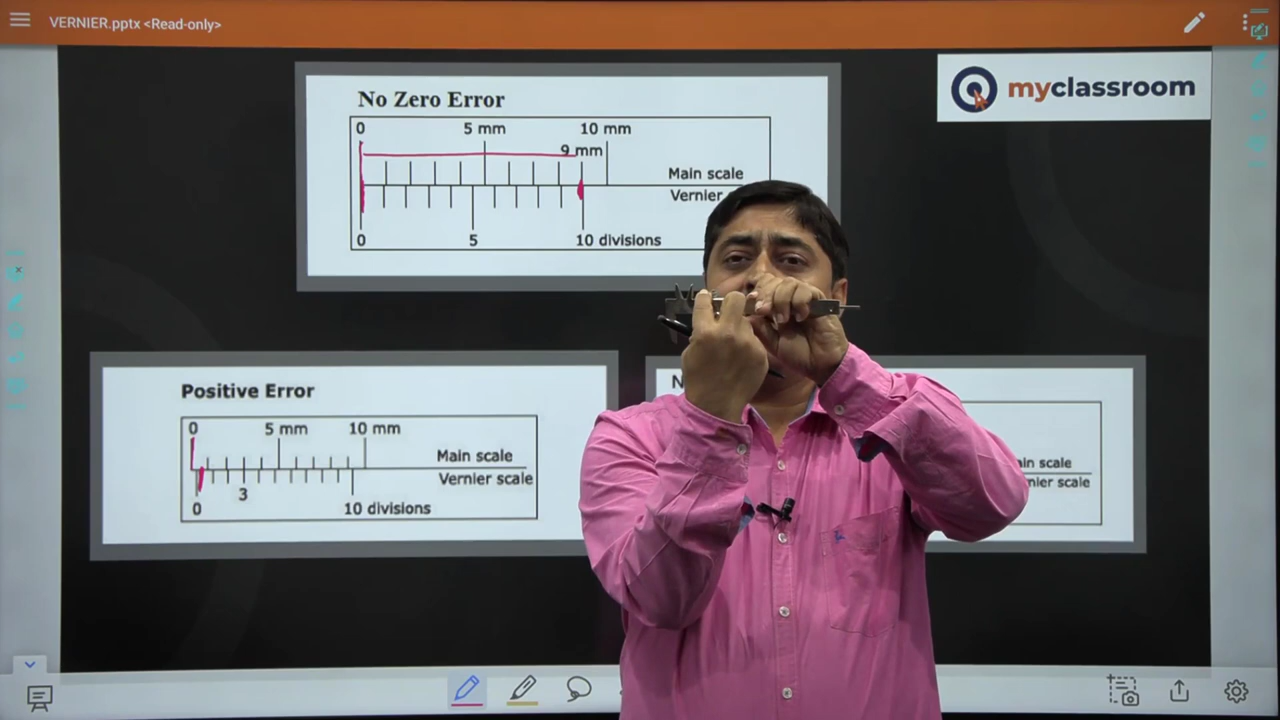 VERNIER.pptx <Read-only>
myclassroom
No Zero Error
0 5 mm 10 mm
9 mm
Main scale
Vernier
0 5 10 divisions
Positive Error
0 5 mm 10 mm
Main scale
Vernier scale
3
0 10 divisions
N
ain scale
nier scale